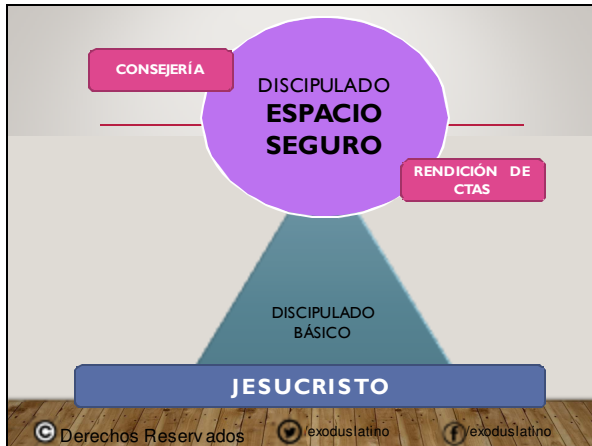 CONSEJERÍA
DISCIPULADO
ESPACIO
SEGURO
RENDICIÓN DE
CTAS
DISCIPULADO
BÁSICO
JESUCRISTO
© Derechos Reservados
/exoduslatino
/exoduslatino